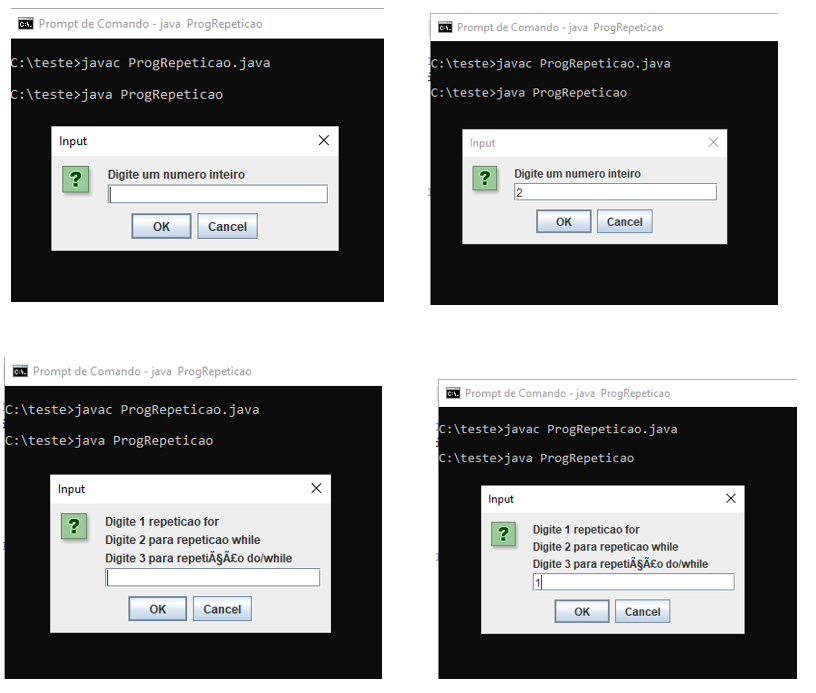 Prompt de Comando - java ProgRepeticao
C:\teste>javac ProgRepeticao.java
C:\teste>java ProgRepeticao
Input
?
Digite um numero inteiro
OK
Cancel
Prompt de Comando - java ProgRepeticao
C:\teste>javac ProgRepeticao.java
C:\teste>java ProgRepeticao
Input
?
Digite um numero inteiro
2
OK
Cancel
Prompt de Comando - java ProgRepeticao
C:\teste>javac ProgRepeticao.java
C:\teste>java ProgRepeticao
Input
?
Digite 1 repeticao for
Digite 2 para repeticao while
Digite 3 para repetiÃ§Ã£o do/while
OK
Cancel
Prompt de Comando - java ProgRepeticao
C:\teste>javac ProgRepeticao.java
C:\teste>java ProgRepeticao
Input
?
Digite 1 repeticao for
Digite 2 para repeticao while
Digite 3 para repetiÃ§Ã£o do/while
1
OK
Cancel